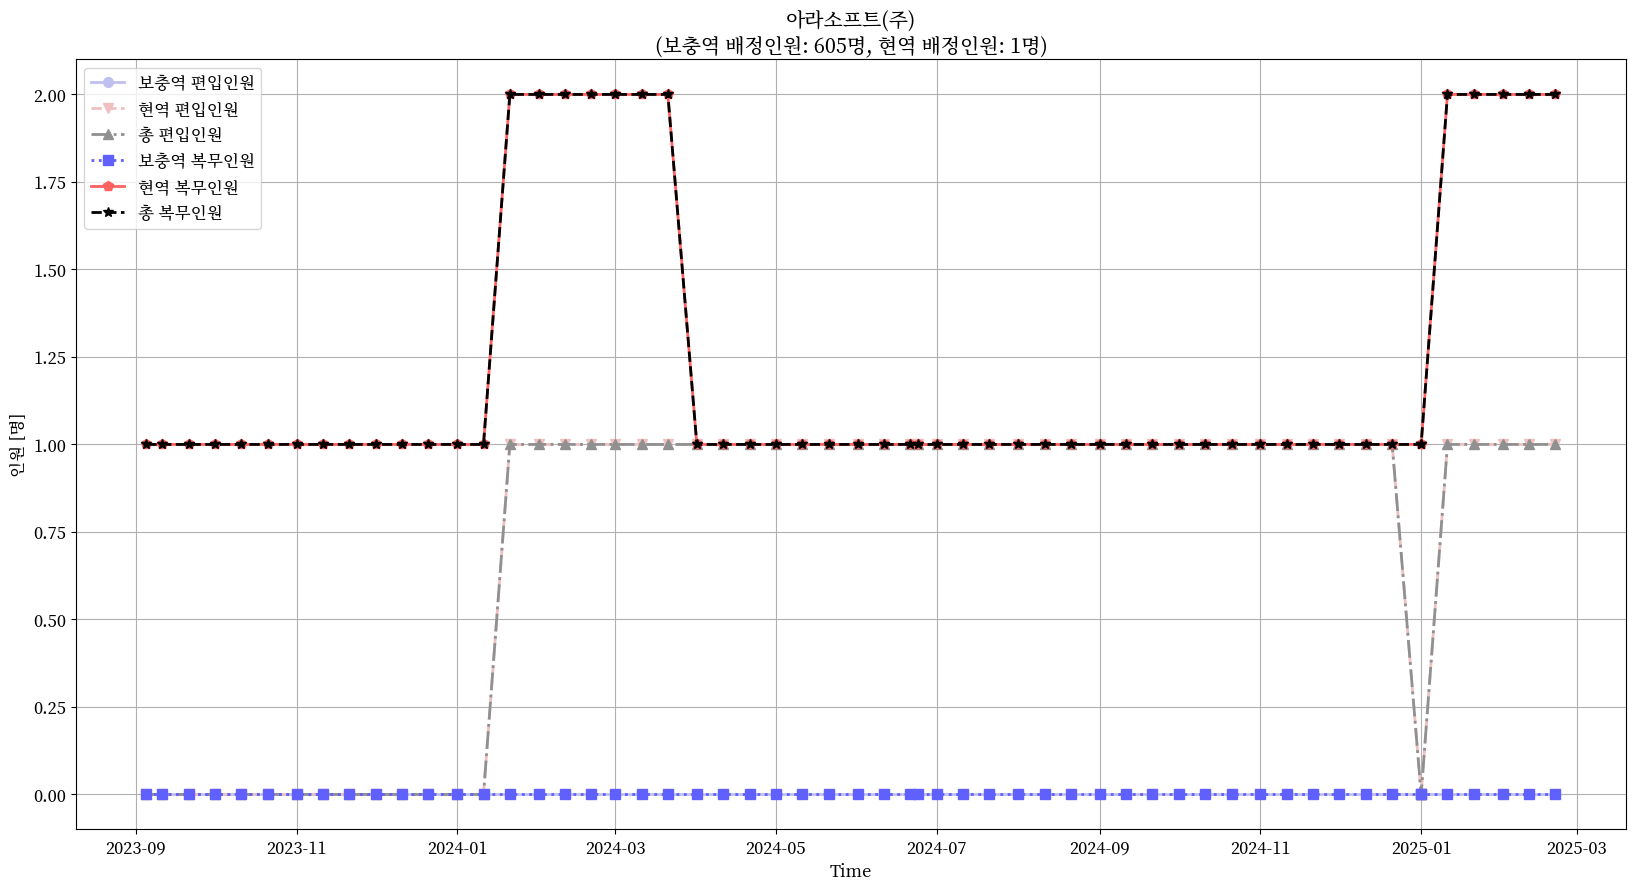 아라소프트(주)
(보충역 배정인원: 605명, 현역 배정인원: 1명)
보충역 편입인원
현역 편입인원
총 편입인원
보충역 복무인원
현역 복무인원
총 복무인원
2.00
1.75
1.50
1.25
1.00
0.75
0.50
0.25
0.00
인원 [명]
2023-09 2023-11 2024-01 2024-03 2024-05 2024-07 2024-09 2024-11 2025-01 2025-03
Time